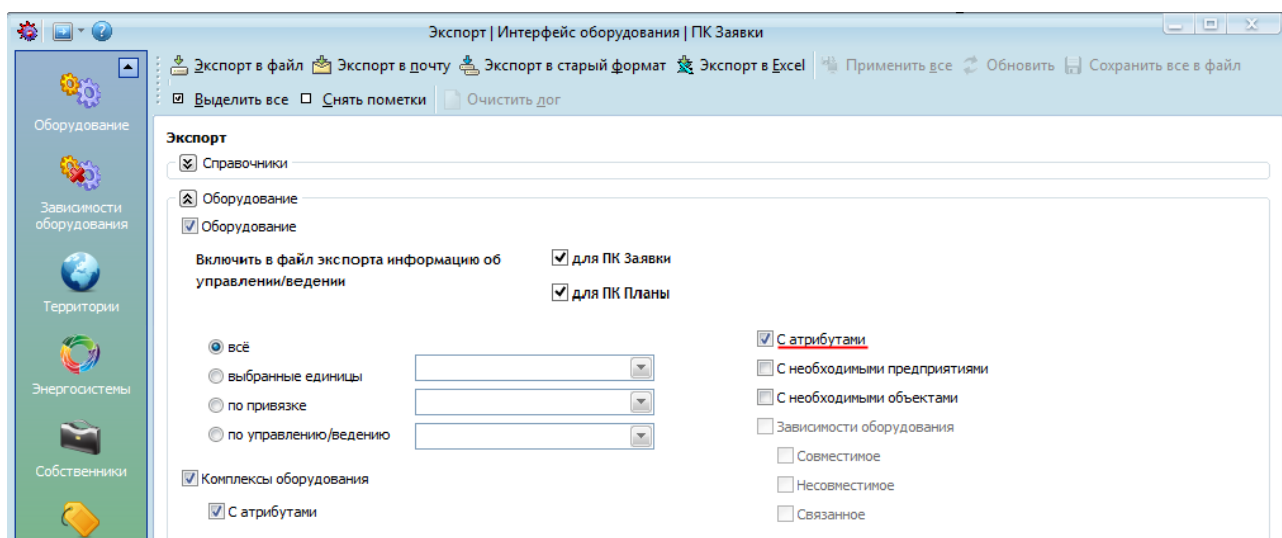 Экспорт | Интерфейс оборудования | ПК Заявки
Экспорт в файл Экспорт в почту Экспорт в старый формат Экспорт в Excel Применить все Обновить Сохранить все в файл
Выделить все Снять пометки Очистить лог
Оборудование
Зависимости
оборудования
Территории
Энергосистемы
Собственники
Экспорт
Справочники
Оборудование
Оборудование
Включить в файл экспорта информацию об
управлении/ведении
для ПК Заявки
для ПК Планы
всё
выбранные единицы
по привязке
по управлению/ведению
Комплексы оборудования
С атрибутами
С атрибутами
С необходимыми предприятиями
С необходимыми объектами
Зависимости оборудования
Совместимое
Несовместимое
Связанное